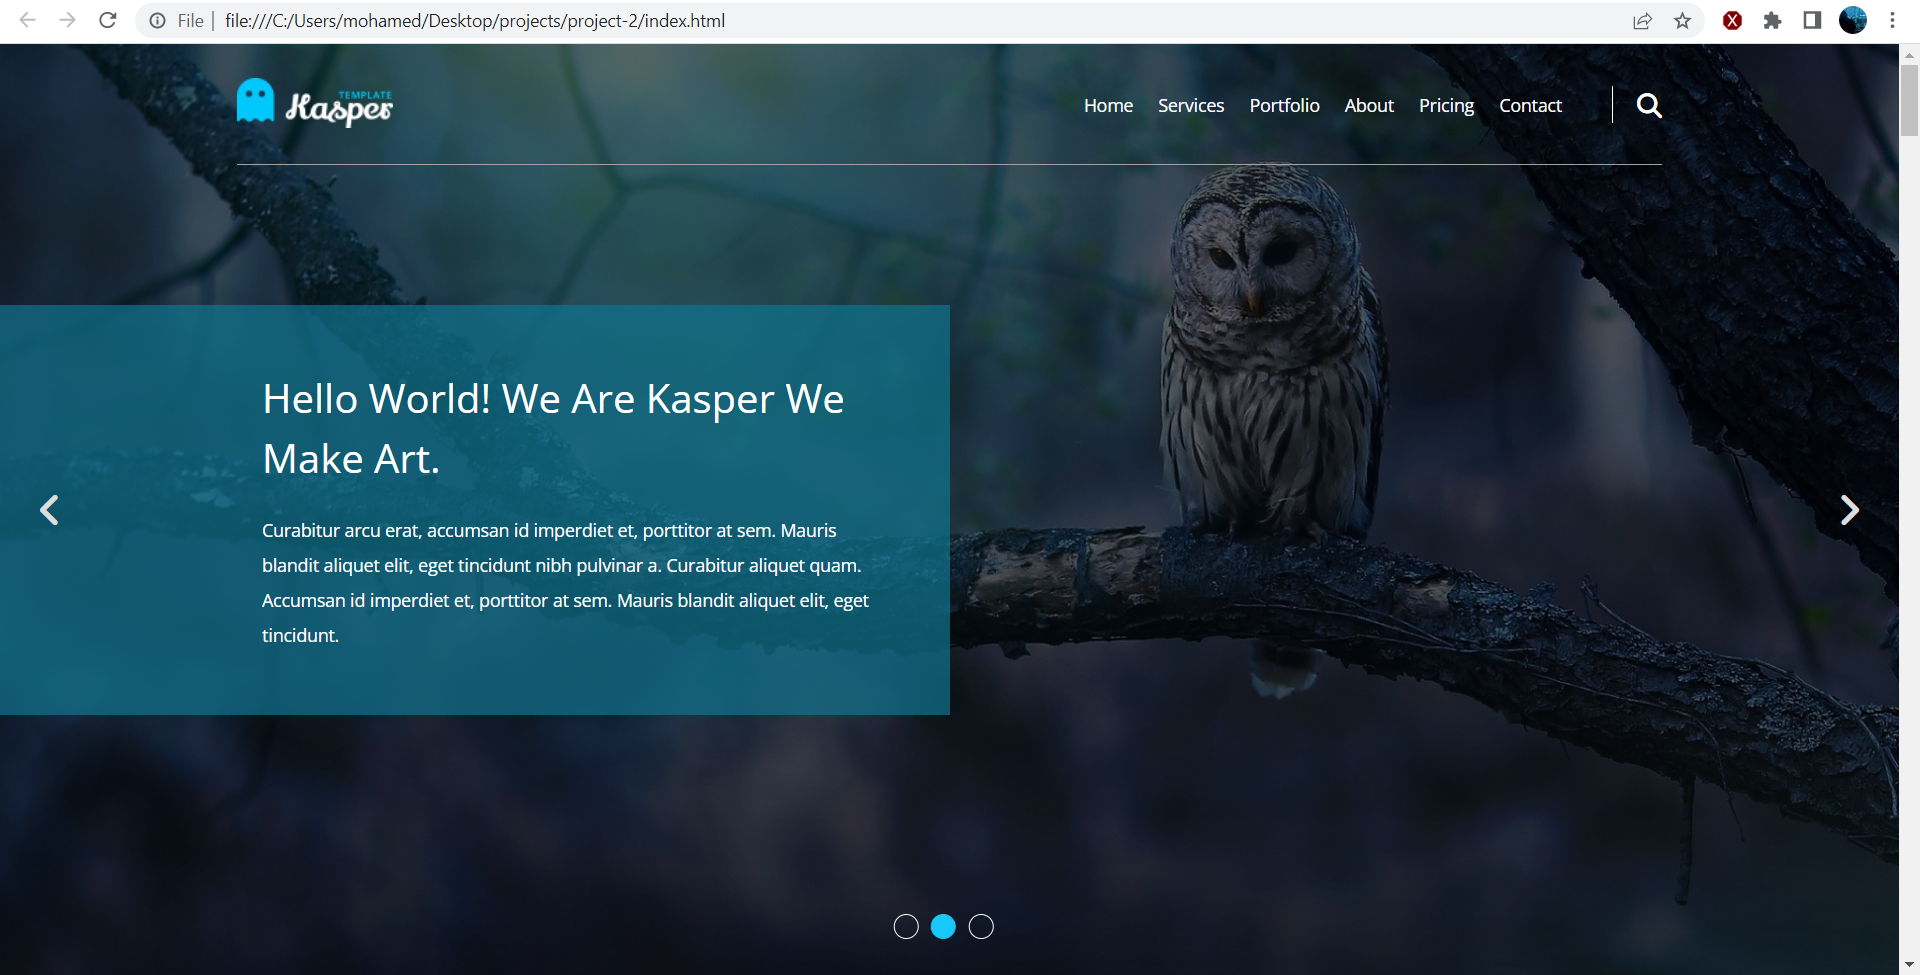 File
file:///C:/Users/mohamed/Desktop/projects/project-2/index.html
X
TEMPLATE
Kasper
Home Services Portfolio About Pricing Contact
Hello World! We Are Kasper We
Make Art.
Curabitur arcu erat, accumsan id imperdiet et, porttitor at sem. Mauris
blandit aliquet elit, eget tincidunt nibh pulvinar a. Curabitur aliquet quam.
Accumsan id imperdiet et, porttitor at sem. Mauris blandit aliquet elit, eget
tincidunt.